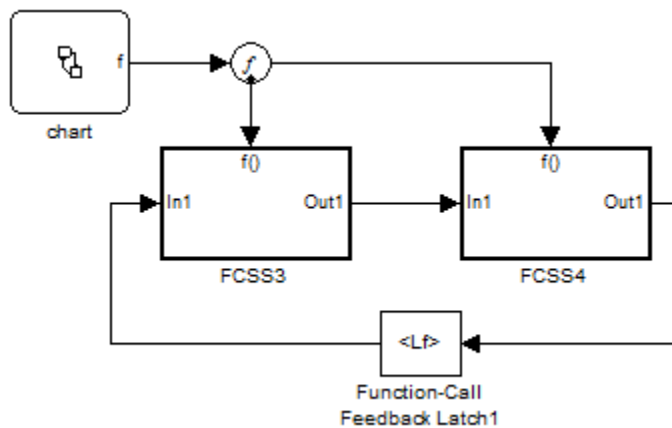 f
f
chart
f()
f()
In1
Out1
In1
Out1
FCSS3
FCSS4
<Lf>
Function-Call
Feedback Latch1